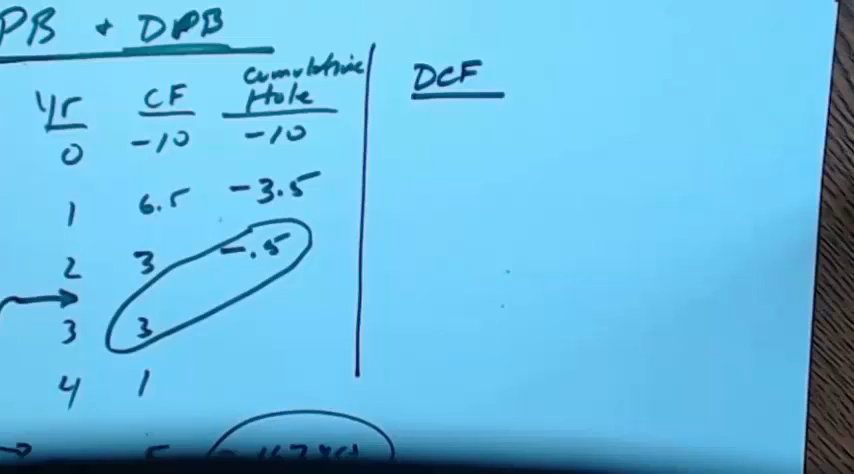 PB + DPB
Yr CF Cumulative Hole
0 -10 -10
1 6.5 -3.5
2 3 -.5
3 3
4 1
DCF